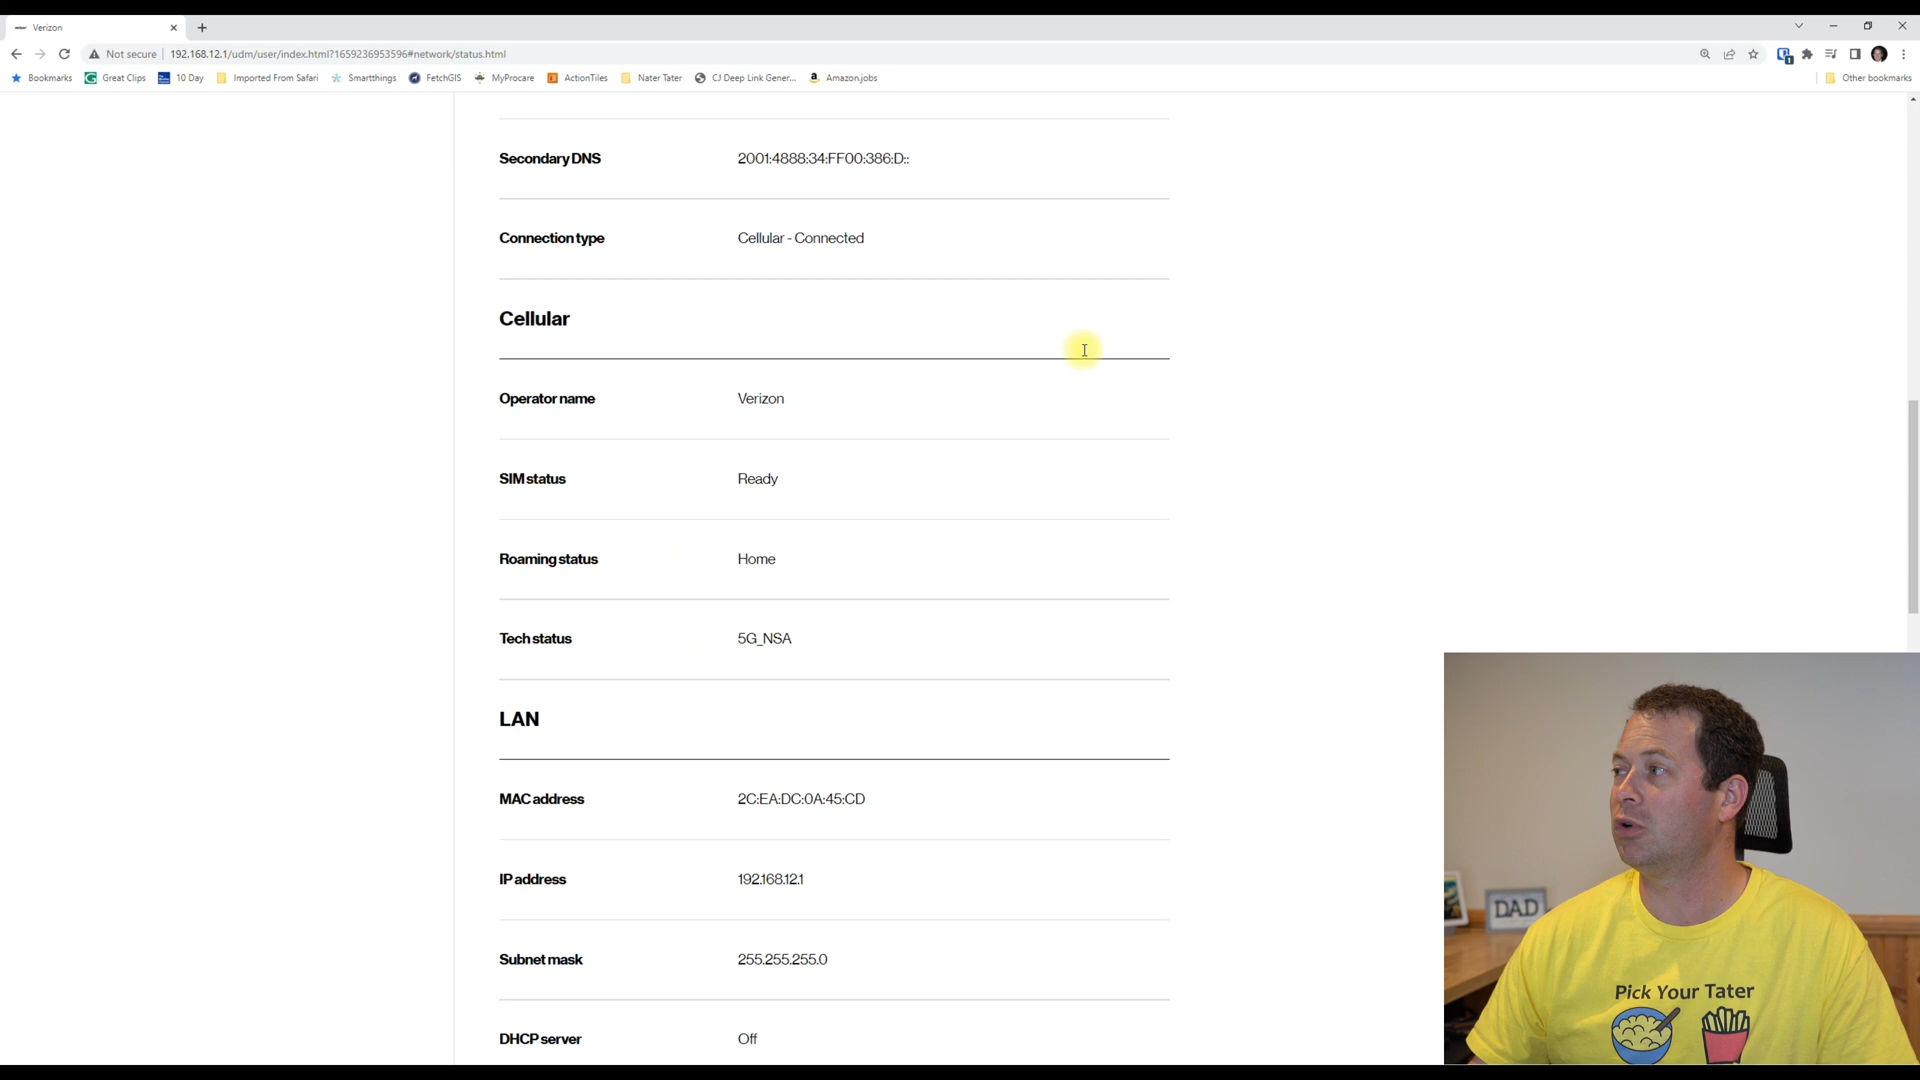 Verizon
Not secure
192.168.12.1/udm/user/index.html?1659236953596#network/status.html
Bookmarks
Great Clips
10 Day
Imported From Safari
Smartthings
FetchGIS
MyProcare
ActionTiles
Nater Tater
CJ Deep Link Gener...
Amazon.jobs
Other bookmarks
Secondary DNS 2001:4888:34:FF00:386:D::
Connection type Cellular - Connected
Cellular
Operator name Verizon
SIM status Ready
Roaming status Home
Tech status 5G_NSA
LAN
MAC address 2C:EA:DC:0A:45:CD
IP address 192.168.12.1
Subnet mask 255.255.255.0
DHCP server Off
DAD
Pick Your Tater